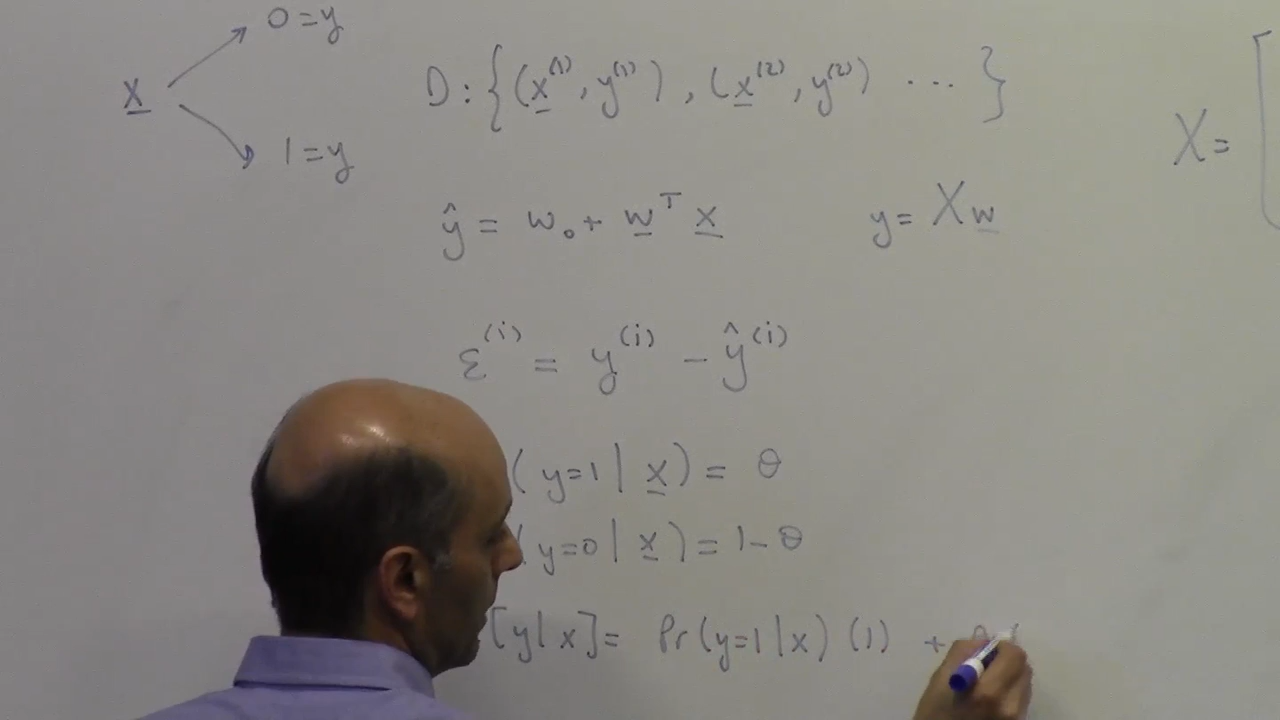 0=y
x
1=y
D: { (x^(1), y^(1)), (x^(2), y^(2)) ... }
X= [
ŷ = w₀ + w^T x
y = Xw
ε^(i) = y^(i) - ŷ^(i)
(y=1 | x) = θ
(y=0 | x) = 1-θ
[y | x] = Pr(y=1 | x) (1) +